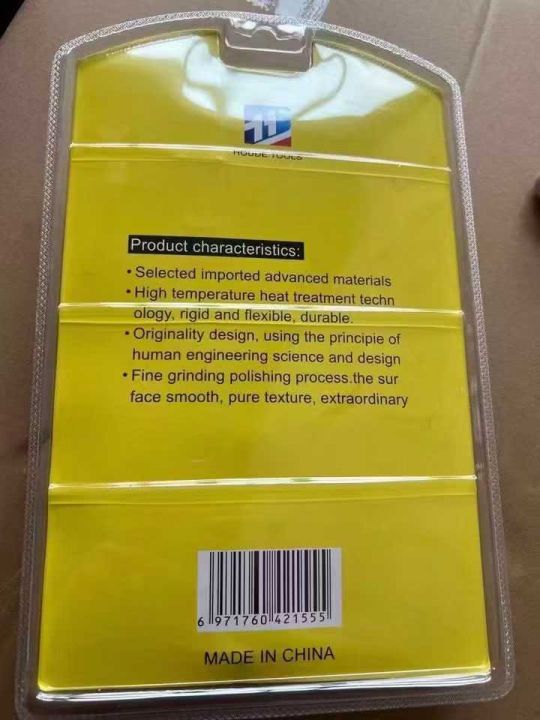 HOUDE TOOLS
Product characteristics:
• Selected imported advanced materials
• High temperature heat treatment techn
ology, rigid and flexible, durable.
• Originality design, using the principie of
human engineering science and design
• Fine grinding polishing process.the sur
face smooth, pure texture, extraordinary
6 971760 421555
MADE IN CHINA